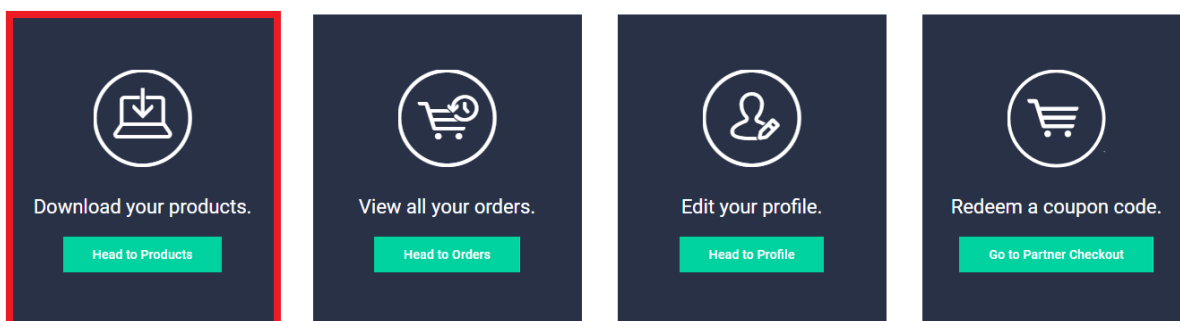 Download your products.
Head to Products
View all your orders.
Head to Orders
Edit your profile.
Head to Profile
Redeem a coupon code.
Go to Partner Checkout